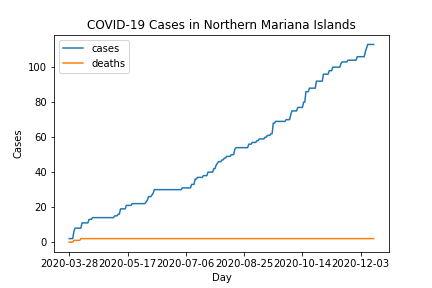 COVID-19 Cases in Northern Mariana Islands
cases
deaths
100
80
60
40
20
0
Cases
2020-03-28 2020-05-17 2020-07-06 2020-08-25 2020-10-14 2020-12-03
Day